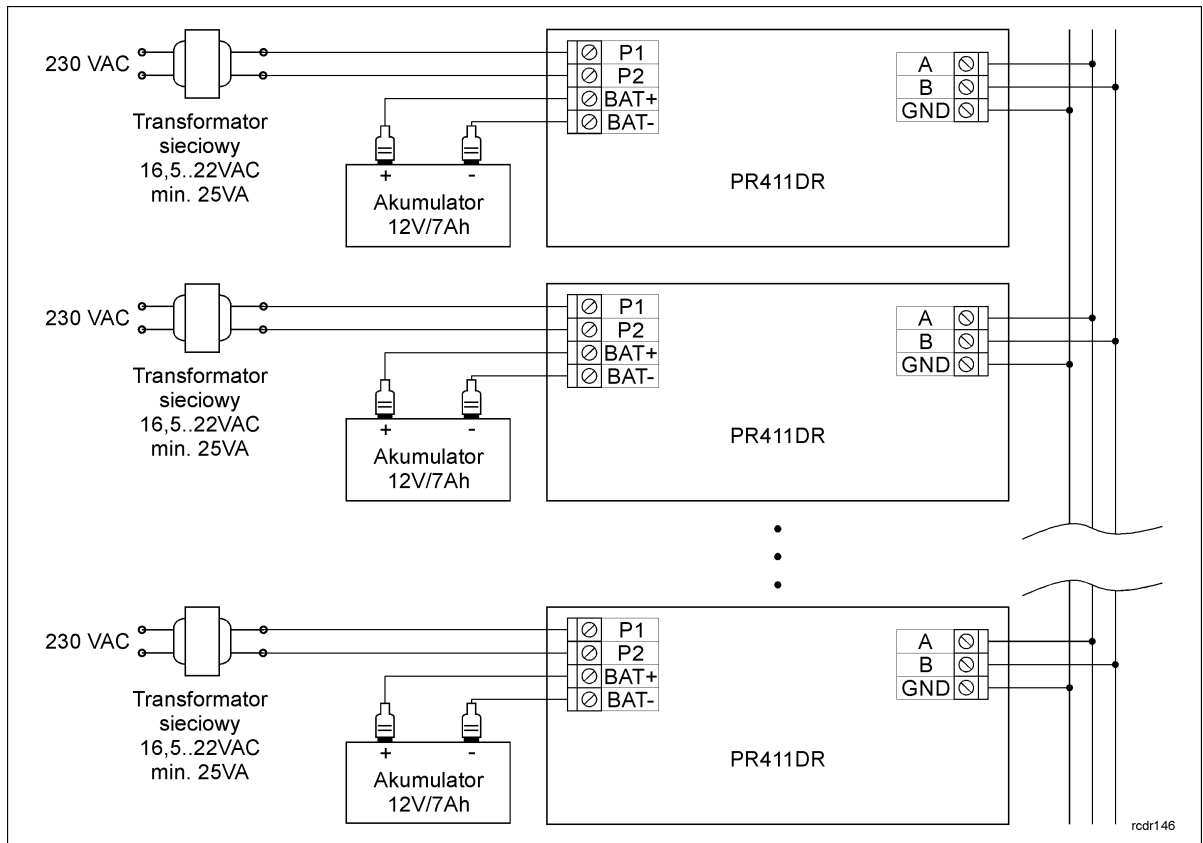 230 VAC
Transformator
sieciowy
16,5..22VAC
min. 25VA
P1
P2
BAT+
BAT-
+ -
Akumulator
12V/7Ah
PR411DR
A
B
GND
230 VAC
Transformator
sieciowy
16,5..22VAC
min. 25VA
P1
P2
BAT+
BAT-
+ -
Akumulator
12V/7Ah
PR411DR
A
B
GND
230 VAC
Transformator
sieciowy
16,5..22VAC
min. 25VA
P1
P2
BAT+
BAT-
+ -
Akumulator
12V/7Ah
PR411DR
A
B
GND
rcdr146